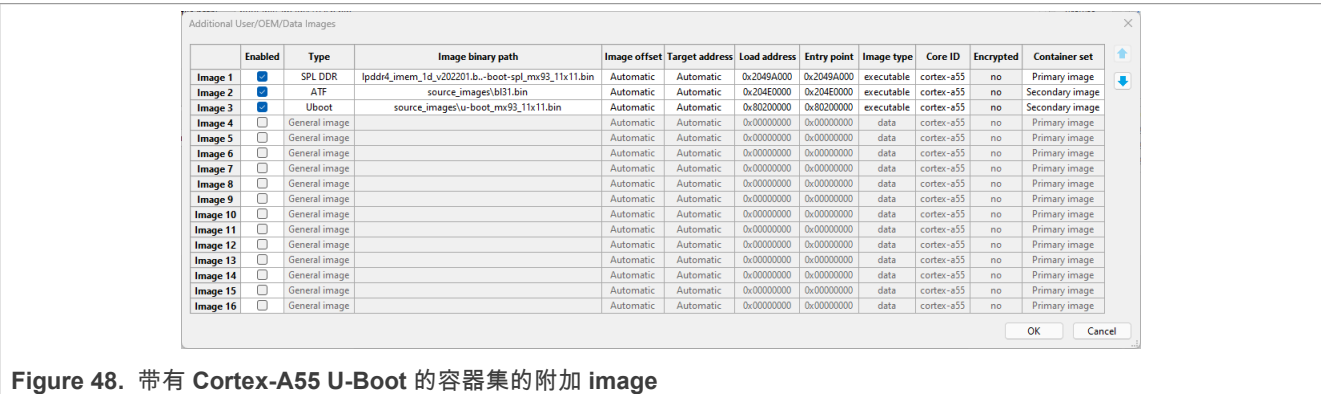 Additional User/OEM/Data Images
Enabled Type Image binary path Image offset Target address Load address Entry point Image type Core ID Encrypted Container set
Image 1 SPL DDR lpddr4_imem_1d_v202201.b..-boot-spl_mx93_11x11.bin Automatic Automatic 0x2049A000 0x2049A000 executable cortex-a55 no Primary image
Image 2 ATF source_images\bl31.bin Automatic Automatic 0x204E0000 0x204E0000 executable cortex-a55 no Secondary image
Image 3 Uboot source_images\u-boot_mx93_11x11.bin Automatic Automatic 0x80200000 0x80200000 executable cortex-a55 no Secondary image
Image 4 General image Automatic Automatic 0x00000000 0x00000000 data cortex-a55 no Primary image
Image 5 General image Automatic Automatic 0x00000000 0x00000000 data cortex-a55 no Primary image
Image 6 General image Automatic Automatic 0x00000000 0x00000000 data cortex-a55 no Primary image
Image 7 General image Automatic Automatic 0x00000000 0x00000000 data cortex-a55 no Primary image
Image 8 General image Automatic Automatic 0x00000000 0x00000000 data cortex-a55 no Primary image
Image 9 General image Automatic Automatic 0x00000000 0x00000000 data cortex-a55 no Primary image
Image 10 General image Automatic Automatic 0x00000000 0x00000000 data cortex-a55 no Primary image
Image 11 General image Automatic Automatic 0x00000000 0x00000000 data cortex-a55 no Primary image
Image 12 General image Automatic Automatic 0x00000000 0x00000000 data cortex-a55 no Primary image
Image 13 General image Automatic Automatic 0x00000000 0x00000000 data cortex-a55 no Primary image
Image 14 General image Automatic Automatic 0x00000000 0x00000000 data cortex-a55 no Primary image
Image 15 General image Automatic Automatic 0x00000000 0x00000000 data cortex-a55 no Primary image
Image 16 General image Automatic Automatic 0x00000000 0x00000000 data cortex-a55 no Primary image
OK Cancel
Figure 48. 带有 Cortex-A55 U-Boot 的容器集的附加 image